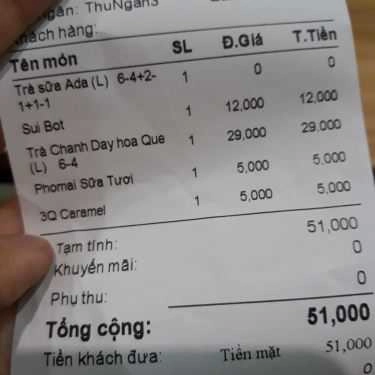 ngân: ThuNgan3
Khách hàng:
Tên món SL Đ.Giá T.Tiền
Trà sữa Ada (L) 6-4+2- 1 0 0
1+1-1
Sui Bot 1 12,000 12,000
Trà Chanh Day hoa Que 1 29,000 29,000
(L) 6-4
Phomai Sữa Tươi 1 5,000 5,000
3Q Caramel 1 5,000 5,000
Tạm tính: 51,000
Khuyến mãi: 0
Phụ thu: 0
Tổng cộng: 51,000
Tiền khách đưa: Tiền mặt 51,000
0